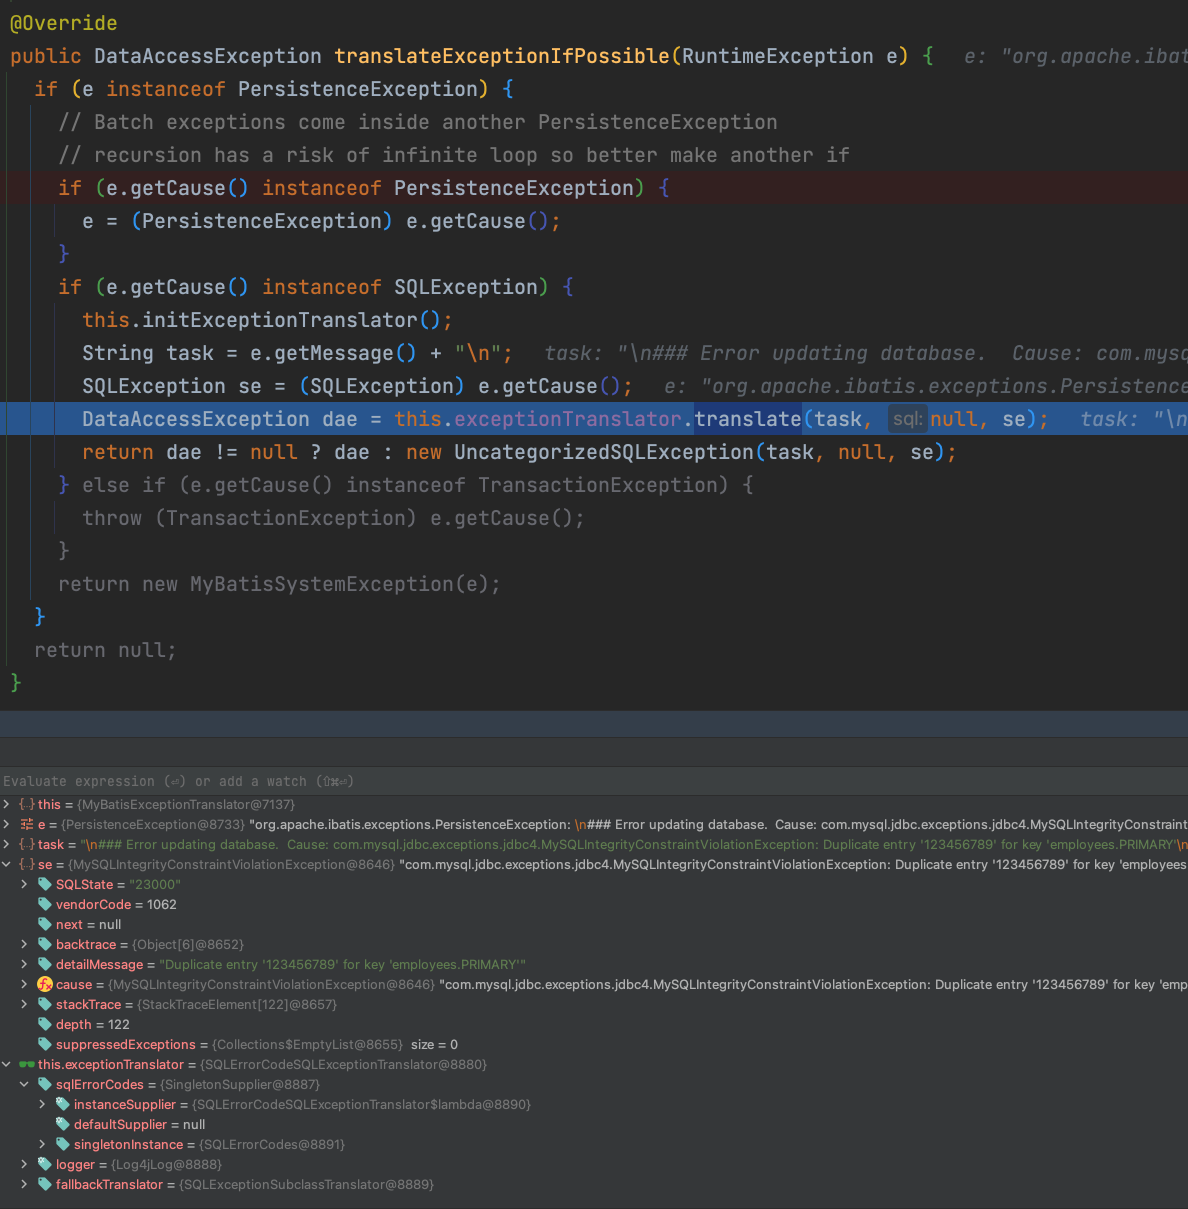 @Override
public DataAccessException translateExceptionIfPossible(RuntimeException e) { e: "org.apache.ibat
if (e instanceof PersistenceException) {
// Batch exceptions come inside another PersistenceException
// recursion has a risk of infinite loop so better make another if
if (e.getCause() instanceof PersistenceException) {
e = (PersistenceException) e.getCause();
}
if (e.getCause() instanceof SQLException) {
this.initExceptionTranslator();
String task = e.getMessage() + "\n"; task: "\n### Error updating database. Cause: com.mysq
SQLException se = (SQLException) e.getCause(); e: "org.apache.ibatis.exceptions.Persistence
DataAccessException dae = this.exceptionTranslator.translate(task, sql: null, se); task: "\n
return dae != null ? dae : new UncategorizedSQLException(task, null, se);
} else if (e.getCause() instanceof TransactionException) {
throw (TransactionException) e.getCause();
}
return new MyBatisSystemException(e);
}
return null;
}
Evaluate expression (⏎) or add a watch (⇧⌘⏎)
{..} this = {MyBatisExceptionTranslator@7137}
e = {PersistenceException@8733} "org.apache.ibatis.exceptions.PersistenceException: \n### Error updating database. Cause: com.mysql.jdbc.exceptions.jdbc4.MySQLIntegrityConstraint
{..} task = "\n### Error updating database. Cause: com.mysql.jdbc.exceptions.jdbc4.MySQLIntegrityConstraintViolationException: Duplicate entry '123456789' for key 'employees.PRIMARY'\n
{..} se = {MySQLIntegrityConstraintViolationException@8646} "com.mysql.jdbc.exceptions.jdbc4.MySQLIntegrityConstraintViolationException: Duplicate entry '123456789' for key 'employees
SQLState = "23000"
vendorCode = 1062
next = null
backtrace = {Object[6]@8652}
detailMessage = "Duplicate entry '123456789' for key 'employees.PRIMARY'"
cause = {MySQLIntegrityConstraintViolationException@8646} "com.mysql.jdbc.exceptions.jdbc4.MySQLIntegrityConstraintViolationException: Duplicate entry '123456789' for key 'emp
stackTrace = {StackTraceElement[122]@8657}
depth = 122
suppressedExceptions = {Collections$EmptyList@8655} size = 0
this.exceptionTranslator = {SQLErrorCodeSQLExceptionTranslator@8880}
sqlErrorCodes = {SingletonSupplier@8887}
instanceSupplier = {SQLErrorCodeSQLExceptionTranslator$lambda@8890}
defaultSupplier = null
singletonInstance = {SQLErrorCodes@8891}
logger = {Log4jLog@8888}
fallbackTranslator = {SQLExceptionSubclassTranslator@8889}